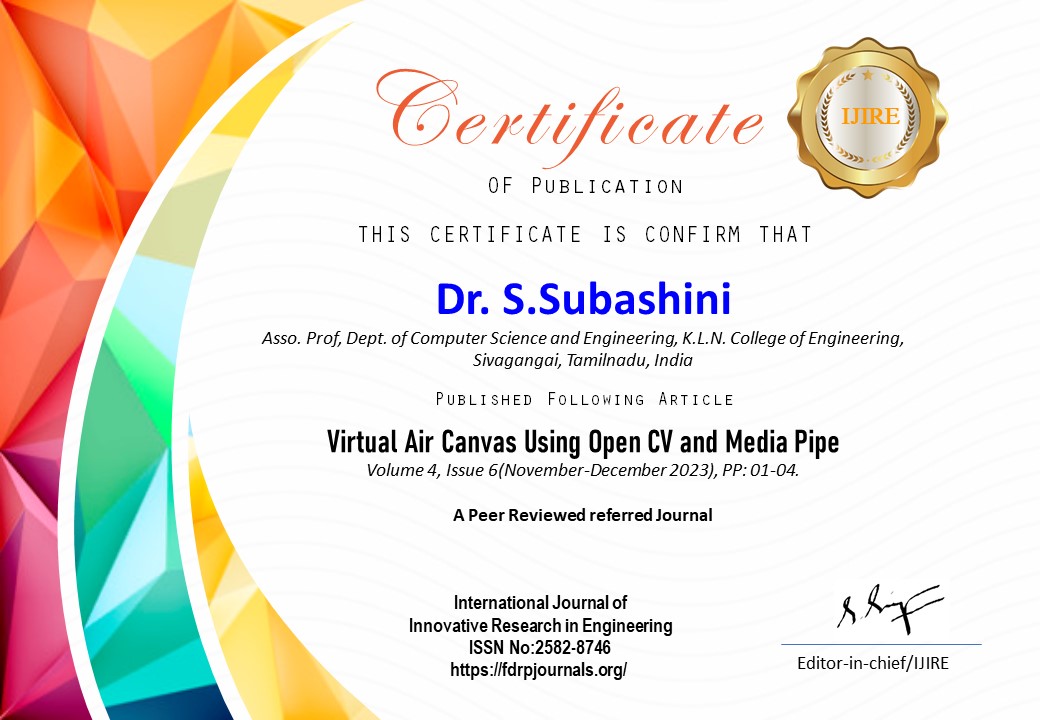 Certificate
IJIRE
OF PUBLICATION
THIS CERTIFICATE IS CONFIRM THAT
Dr. S.Subashini
Asso. Prof, Dept. of Computer Science and Engineering, K.L.N. College of Engineering,
Sivagangai, Tamilnadu, India
PUBLISHED FOLLOWING ARTICLE
Virtual Air Canvas Using Open CV and Media Pipe
Volume 4, Issue 6(November-December 2023), PP: 01-04.
A Peer Reviewed referred Journal
International Journal of
Innovative Research in Engineering
ISSN No:2582-8746
https://fdrpjournals.org/
Editor-in-chief/IJIRE